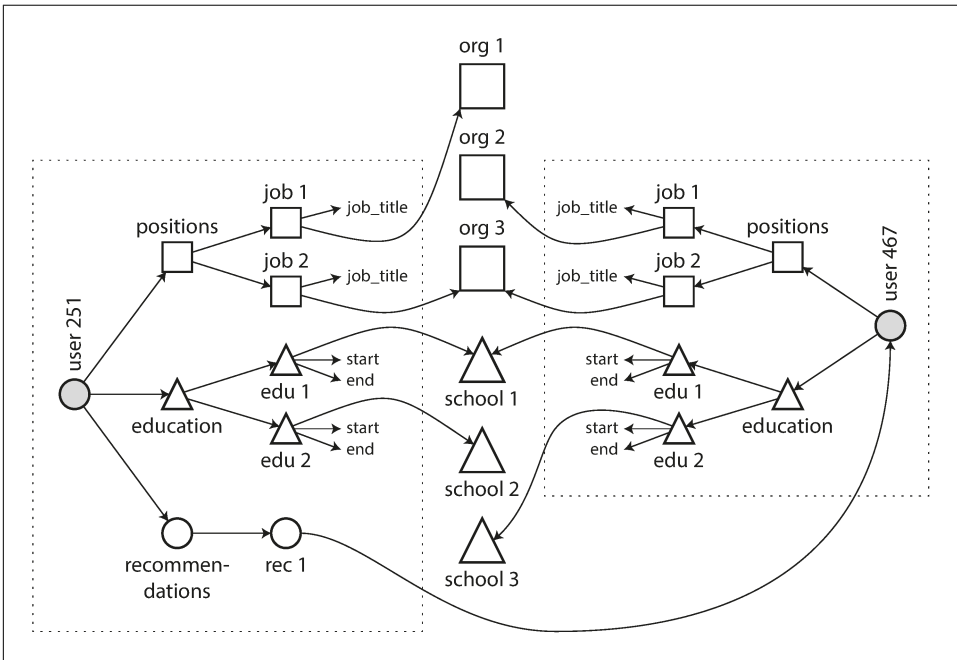 org 1
org 2
job 1
job_title
positions
org 3
job 2
job_title
user 251
start
end
edu 1
education
school 1
start
end
edu 2
school 2
recommen-
dations
rec 1
school 3
job 1
job_title
positions
job 2
job_title
user 467
start
end
edu 1
education
start
end
edu 2